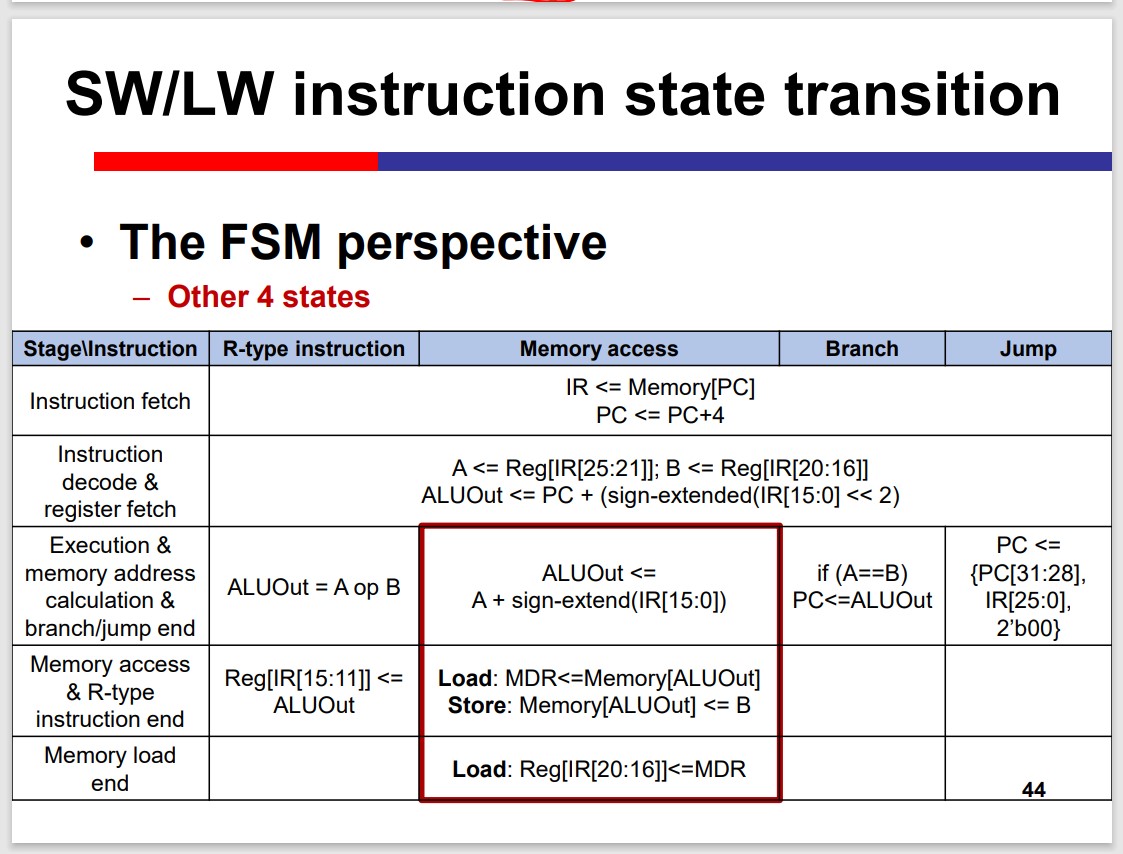 SW/LW instruction state transition
• The FSM perspective
– Other 4 states
Stage\Instruction
R-type instruction
Memory access
Branch
Jump
Instruction fetch
IR <= Memory[PC]
PC <= PC+4
Instruction
decode &
register fetch
A <= Reg[IR[25:21]]; B <= Reg[IR[20:16]]
ALUOut <= PC + (sign-extended(IR[15:0] << 2)
Execution &
memory address
calculation &
branch/jump end
ALUOut = A op B
ALUOut <=
A + sign-extend(IR[15:0])
if (A==B)
PC<=ALUOut
PC <=
{PC[31:28],
IR[25:0],
2’b00}
Memory access
& R-type
instruction end
Reg[IR[15:11]] <=
ALUOut
Load: MDR<=Memory[ALUOut]
Store: Memory[ALUOut] <= B
Memory load
end
Load: Reg[IR[20:16]]<=MDR
44